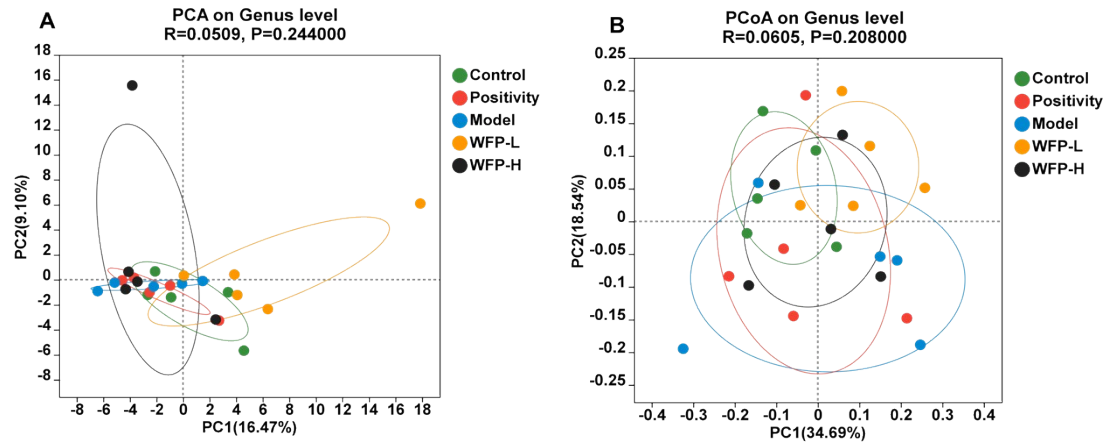 A
PCA on Genus level
R=0.0509, P=0.244000
PC2(9.10%)
18
16
14
12
10
8
6
4
2
0
-2
-4
-6
-8
-8
-6
-4
-2
0
2
4
6
8
10
12
14
16
18
PC1(16.47%)
Control
Positivity
Model
WFP-L
WFP-H
B
PCoA on Genus level
R=0.0605, P=0.208000
PC2(18.54%)
0.25
0.2
0.15
0.1
0.05
0
-0.05
-0.1
-0.15
-0.2
-0.25
-0.4
-0.3
-0.2
-0.1
0
0.1
0.2
0.3
0.4
PC1(34.69%)
Control
Positivity
Model
WFP-L
WFP-H